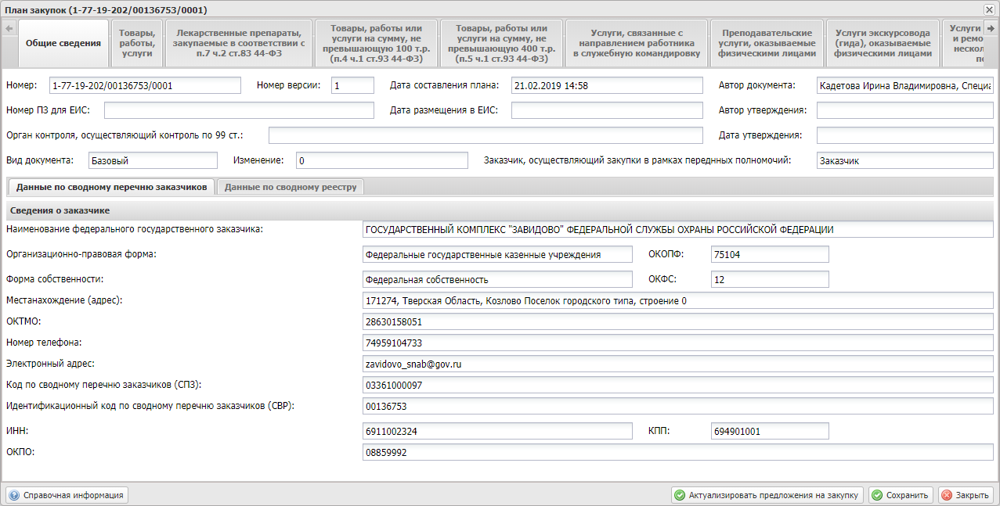 План закупок (1-77-19-202/00136753/0001)
Общие сведения
Товары,
работы,
услуги
Лекарственные препараты,
закупаемые в соответствии с
п.7 ч.2 ст.83 44-ФЗ
Товары, работы или
услуги на сумму, не
превышающую 100 т.р.
(п.4 ч.1 ст.93 44-ФЗ)
Товары, работы или
услуги на сумму, не
превышающую 400 т.р.
(п.5 ч.1 ст.93 44-ФЗ)
Услуги, связанные с
направлением работника
в служебную командировку
Преподавательские
услуги, оказываемые
физическими лицами
Услуги экскурсовода
(гида), оказываемые
физическими лицами
Услуги
и ремо
нескол
Номер: 1-77-19-202/00136753/0001 Номер версии: 1 Дата составления плана: 21.02.2019 14:58 Автор документа: Кадетова Ирина Владимировна, Специа
Номер ПЗ для ЕИС: Дата размещения в ЕИС: Автор утверждения:
Орган контроля, осуществляющий контроль по 99 ст.: Дата утверждения:
Вид документа: Базовый Изменение: 0 Заказчик, осуществляющий закупки в рамках переднных полномочий: Заказчик
Данные по сводному перечню заказчиков Данные по сводному реестру
Сведения о заказчике
Наименование федерального государственного заказчика: ГОСУДАРСТВЕННЫЙ КОМПЛЕКС "ЗАВИДОВО" ФЕДЕРАЛЬНОЙ СЛУЖБЫ ОХРАНЫ РОССИЙСКОЙ ФЕДЕРАЦИИ
Организационно-правовая форма: Федеральные государственные казенные учреждения ОКОПФ: 75104
Форма собственности: Федеральная собственность ОКФС: 12
Местанахождение (адрес): 171274, Тверская Область, Козлово Поселок городского типа, строение 0
ОКТМО: 28630158051
Номер телефона: 74959104733
Электронный адрес: zavidovo_snab@gov.ru
Код по сводному перечню заказчиков (СПЗ): 03361000097
Идентификационный код по сводному перечню заказчиков (СВР): 00136753
ИНН: 6911002324 КПП: 694901001
ОКПО: 08859992
Справочная информация Актуализировать предложения на закупку Сохранить Закрыть